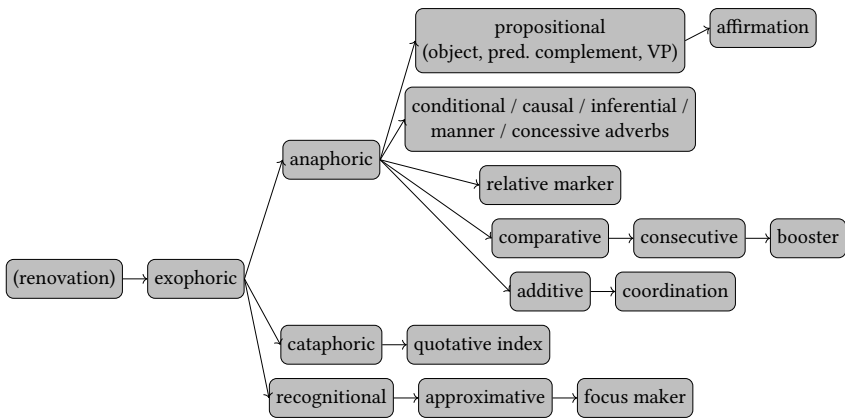 propositional
(object, pred. complement, VP)
affirmation
conditional / causal / inferential /
manner / concessive adverbs
anaphoric
relative marker
comparative
consecutive
booster
(renovation)
exophoric
additive
coordination
cataphoric
quotative index
recognitional
approximative
focus maker